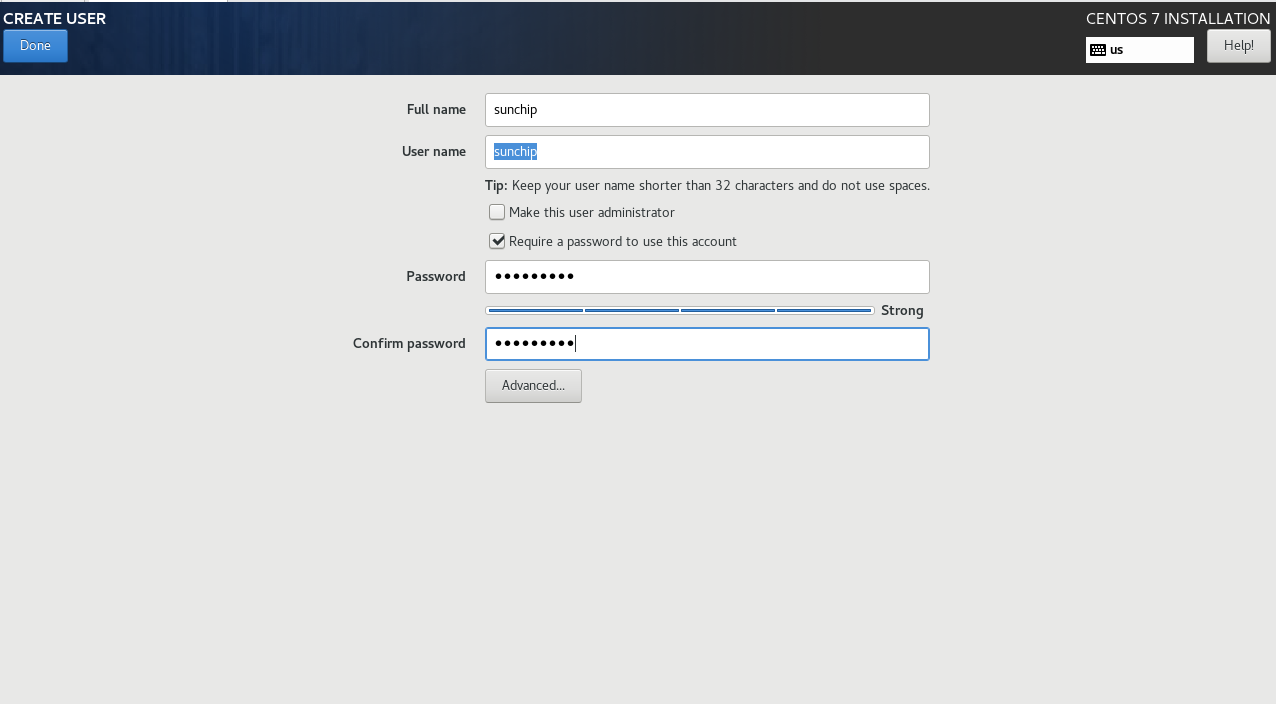 CREATE USER
CENTOS 7 INSTALLATION
Done
us
Help!
Full name
sunchip
User name
sunchip
Tip: Keep your user name shorter than 32 characters and do not use spaces.
Make this user administrator
Require a password to use this account
Password
●●●●●●●●●
Strong
Confirm password
●●●●●●●●●
Advanced...